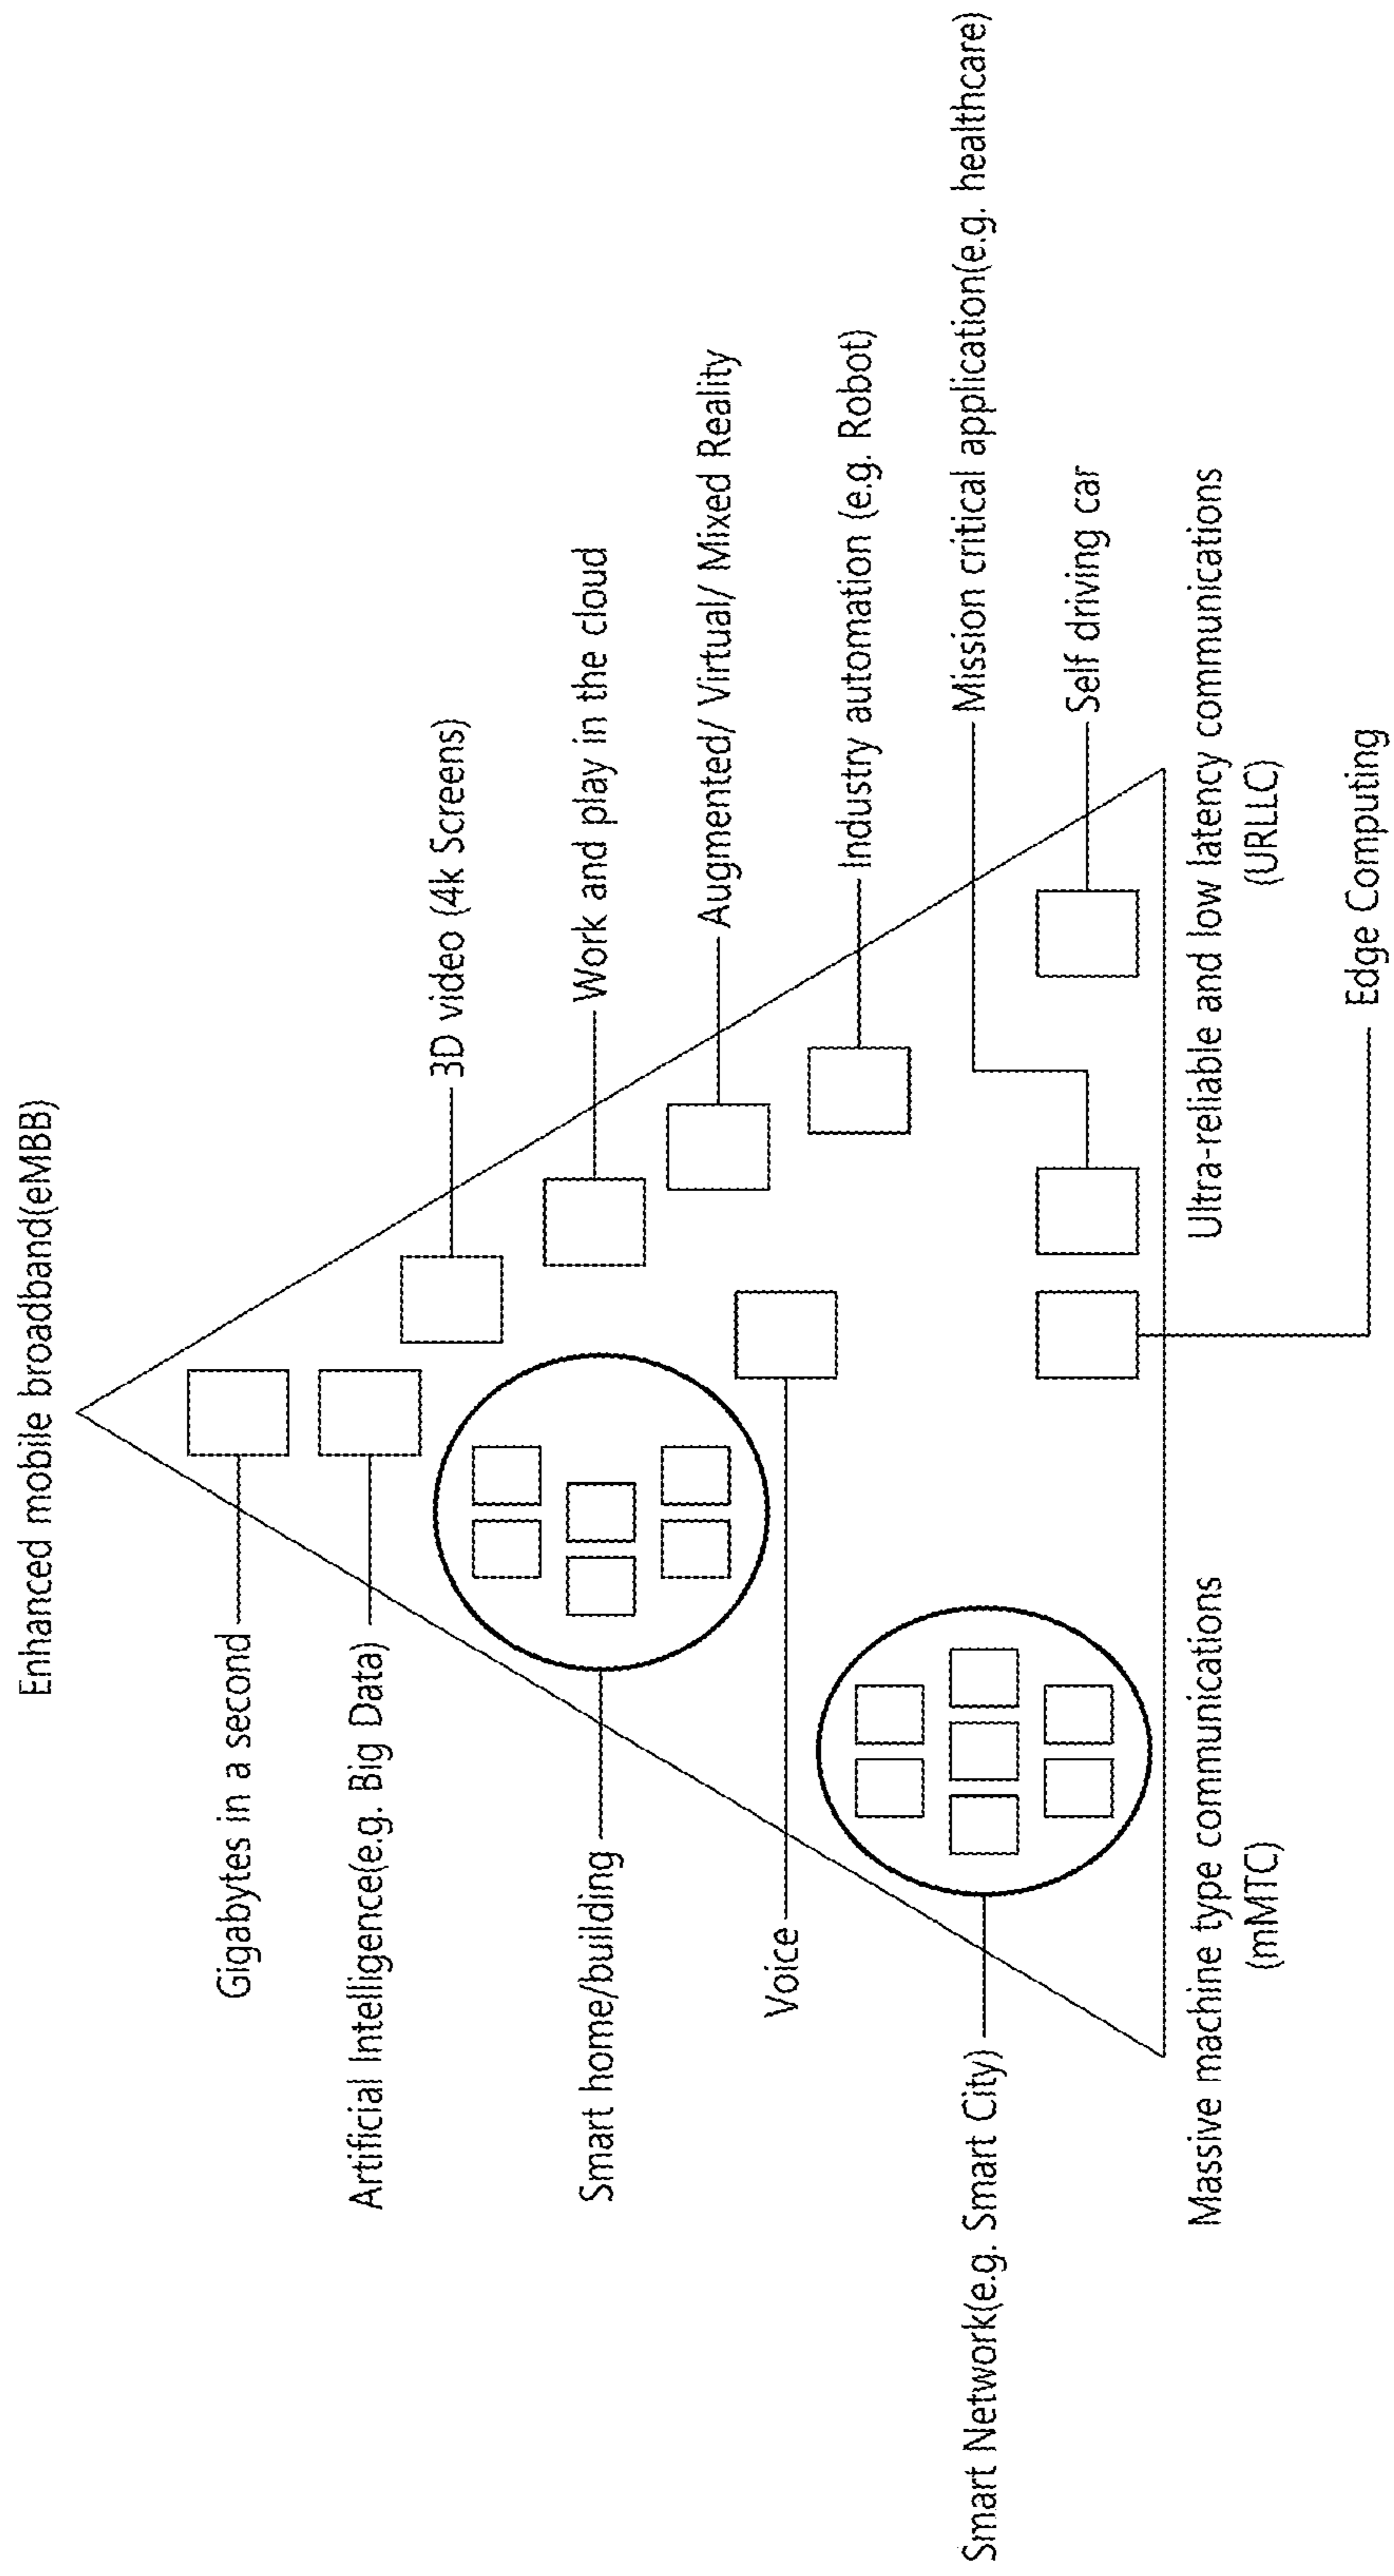 Enhanced mobile broadband(eMBB)
Gigabytes in a second
Artificial Intelligence(e.g. Big Data)
3D video (4k Screens)
Smart home/building
Work and play in the cloud
Augmented/ Virtual/ Mixed Reality
Voice
Industry automation (e.g. Robot)
Smart Network(e.g. Smart City)
Mission critical application(e.g. healthcare)
Self driving car
Massive machine type communications
(mMTC)
Ultra-reliable and low latency communications
(URLLC)
Edge Computing